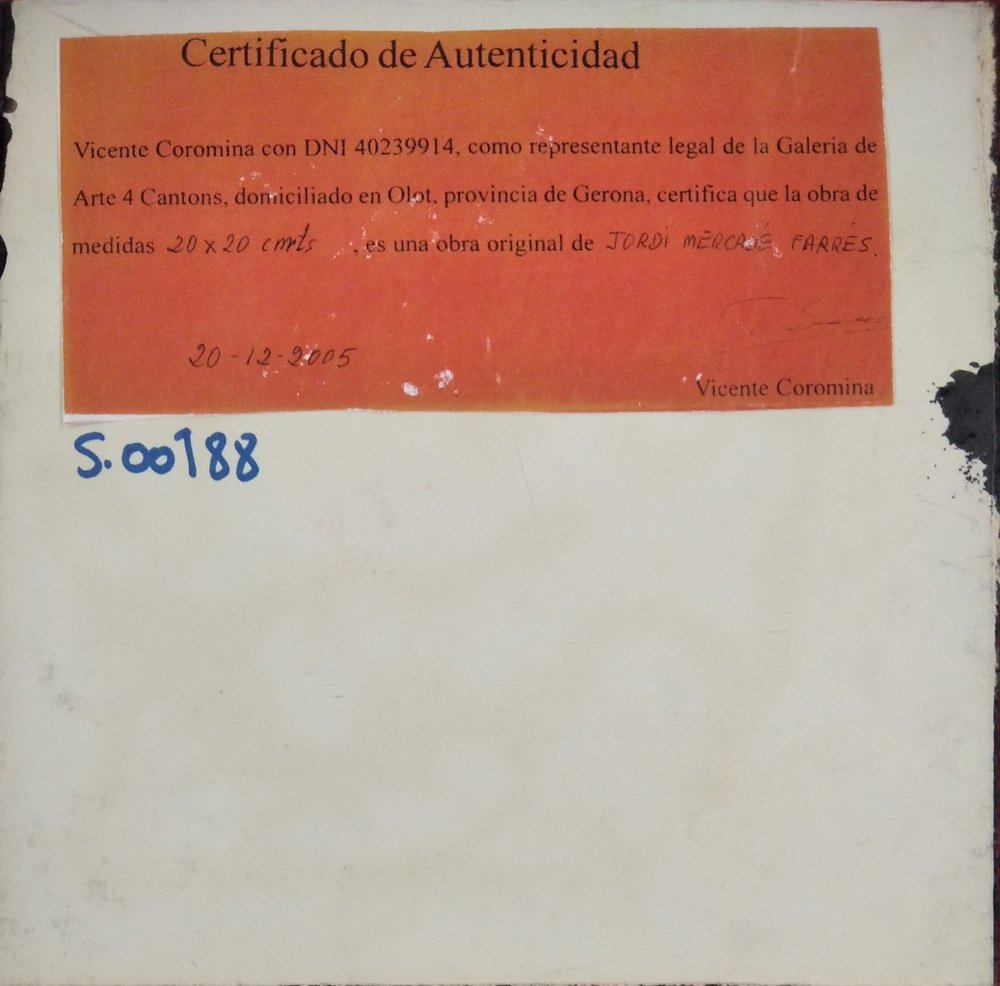 Certificado de Autenticidad
Vicente Coromina con DNI 40239914, como representante legal de la Galeria de
Arte 4 Cantons, domiciliado en Olot, provincia de Gerona, certifica que la obra de
medidas 20 x 20 cmts , es una obra original de JORDI MERCADÉ FARRÉS.
20-12-2005
Vicente Coromina
S.00188